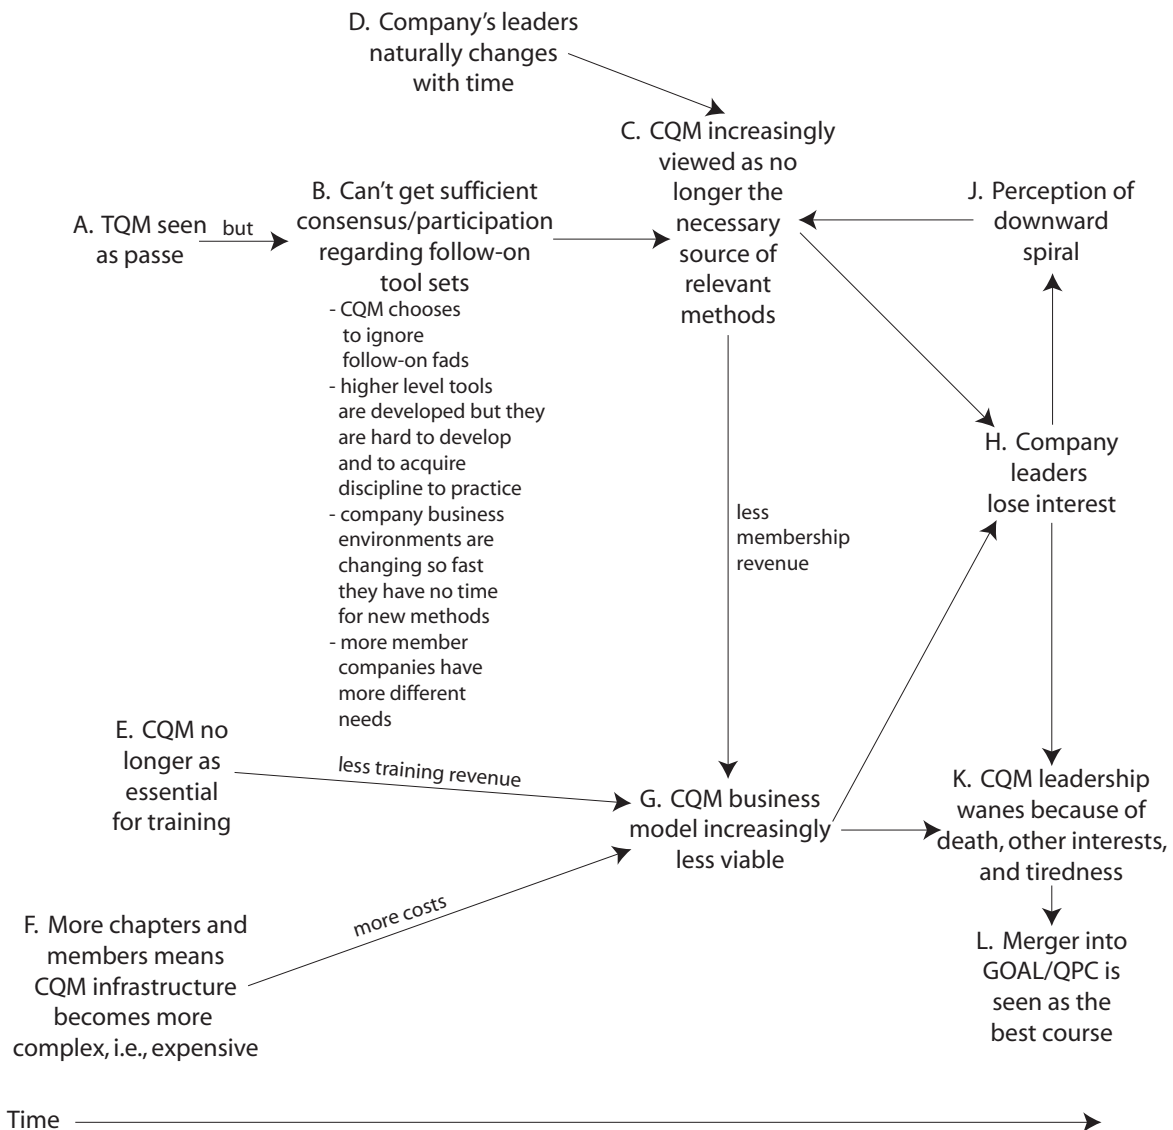 D. Company's leaders
naturally changes
with time
C. CQM increasingly
viewed as no
longer the
necessary
source of
relevant
methods
J. Perception of
downward
spiral
A. TQM seen
as passe
but
B. Can't get sufficient
consensus/participation
regarding follow-on
tool sets
- CQM chooses
to ignore
follow-on fads
- higher level tools
are developed but they
are hard to develop
and to acquire
discipline to practice
- company business
environments are
changing so fast
they have no time
for new methods
- more member
companies have
more different
needs
H. Company
leaders
lose interest
less
membership
revenue
E. CQM no
longer as
essential
for training
less training revenue
G. CQM business
model increasingly
less viable
K. CQM leadership
wanes because of
death, other interests,
and tiredness
F. More chapters and
members means
CQM infrastructure
becomes more
complex, i.e., expensive
more costs
L. Merger into
GOAL/QPC is
seen as the
best course
Time